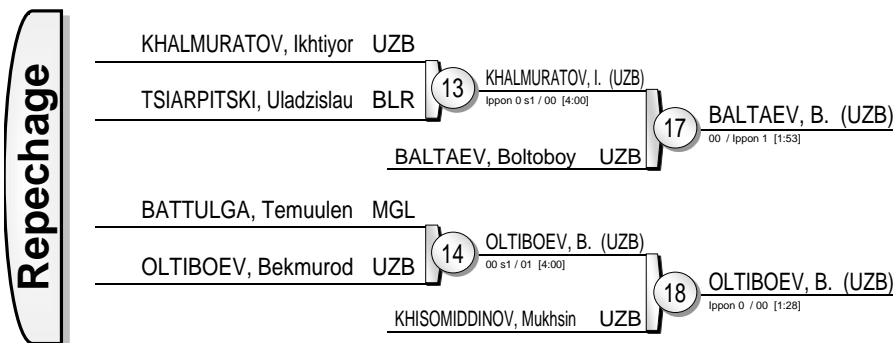 Repechage
KHALMURATOV, Ikhtiyor UZB
TSIARPITSKI, Uladzislau BLR
13
KHALMURATOV, I. (UZB)
Ippon 0 s1 / 00 [4:00]
BALTAEV, Boltoboy UZB
17
BALTAEV, B. (UZB)
00 / Ippon 1 [1:53]
BATTULGA, Temuulen MGL
OLTIBOEV, Bekmurod UZB
14
OLTIBOEV, B. (UZB)
00 s1 / 01 [4:00]
KHISOMIDDINOV, Mukhsin UZB
18
OLTIBOEV, B. (UZB)
Ippon 0 / 00 [1:28]